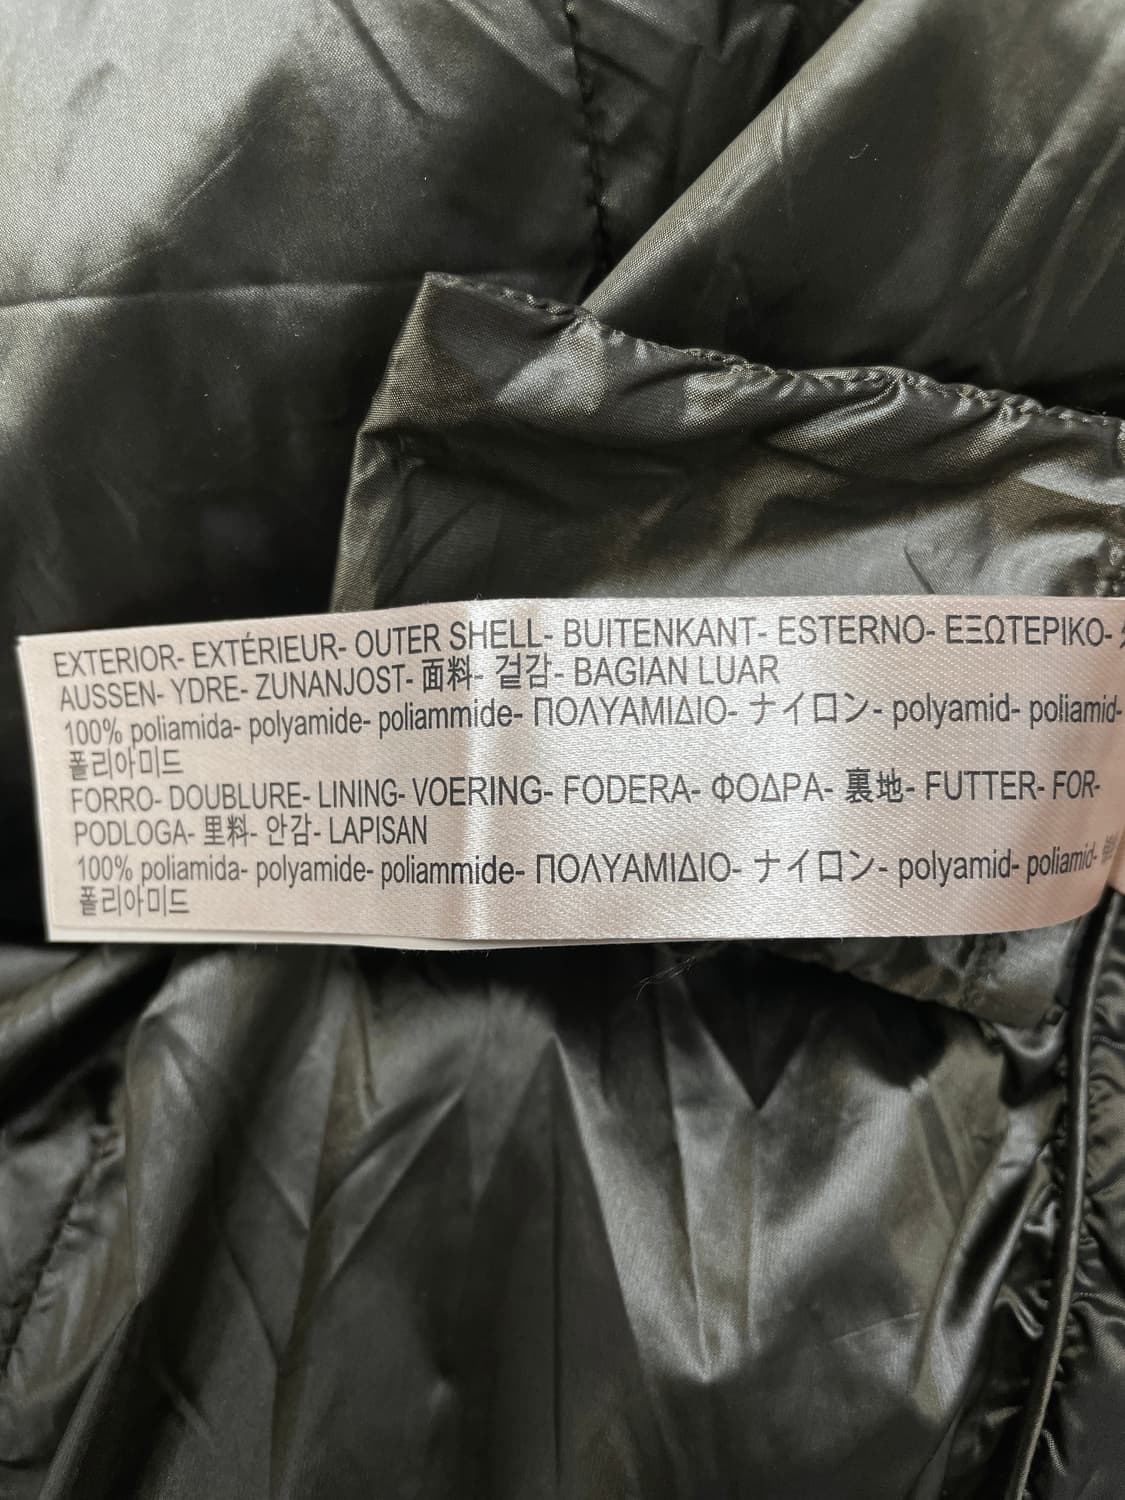 EXTERIOR- EXTÉRIEUR- OUTER SHELL- BUITENKANT- ESTERNO- ΕΞΩΤΕΡΙΚΟ-
AUSSEN- YDRE- ZUNANJOST- 面料- 겉감- BAGIAN LUAR
100% poliamida- polyamide- poliammide- ΠΟΛΥΑΜΙΔΙΟ- ナイロン- polyamid- poliamid-
폴리아미드
FORRO- DOUBLURE- LINING- VOERING- FODERA- ΦΟΔΡΑ- 裏地- FUTTER- FOR-
PODLOGA- 里料- 안감- LAPISAN
100% poliamida- polyamide- poliammide- ΠΟΛΥΑΜΙΔΙΟ- ナイロン- polyamid- poliamid-
폴리아미드